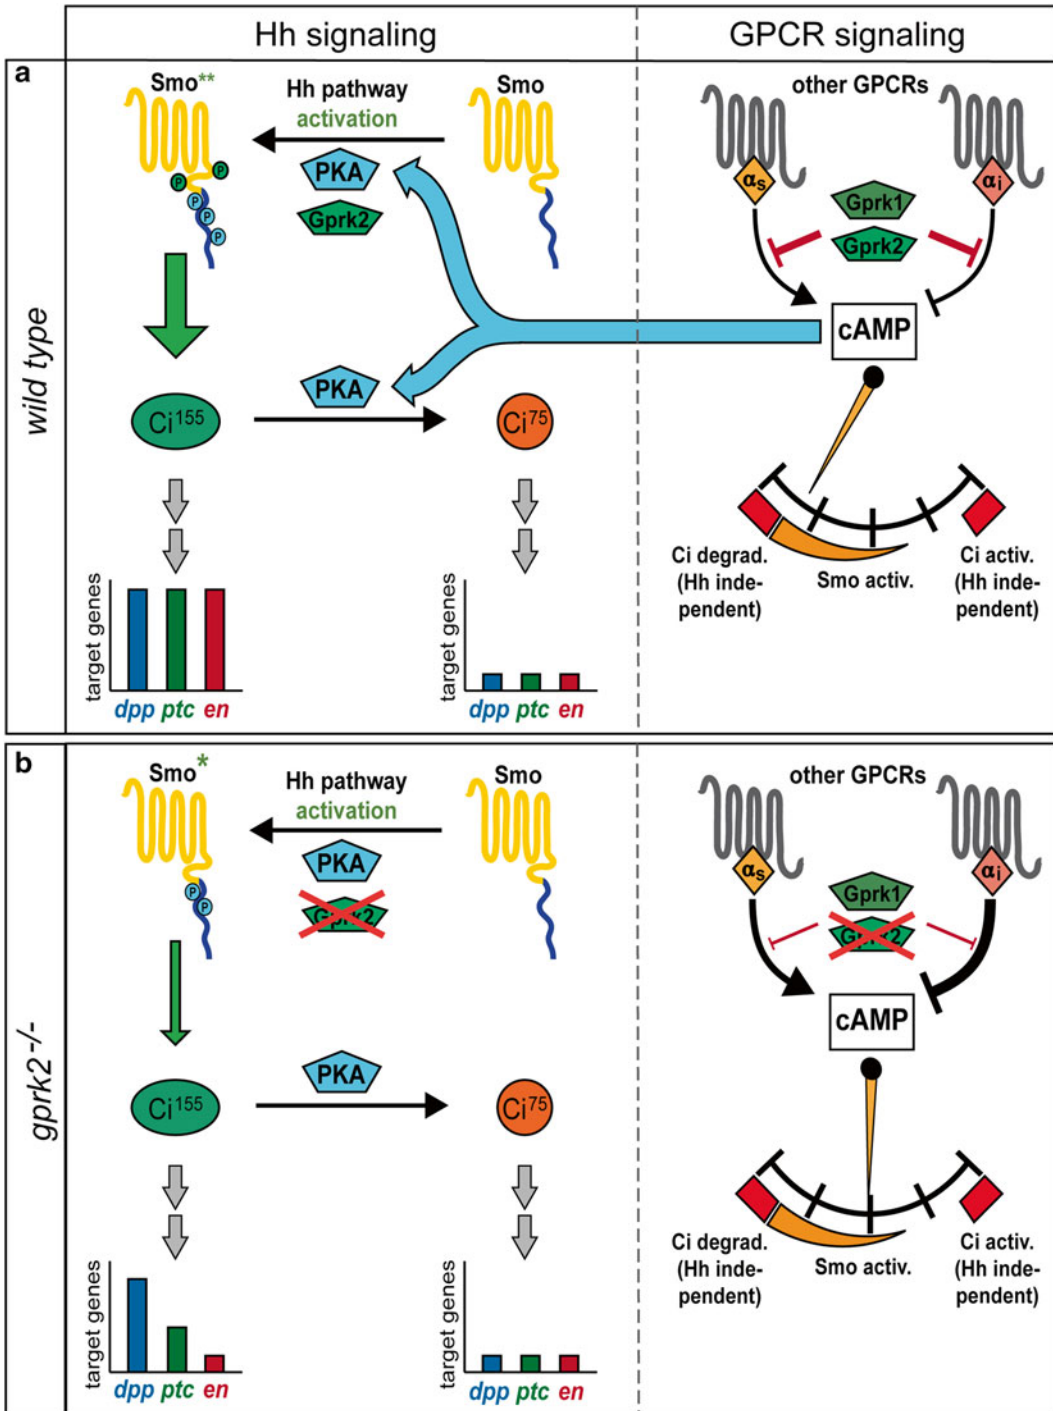 Hh signaling
GPCR signaling
a
wild type
Smo**
Hh pathway
activation
Smo
PKA
Gprk2
P
P
P
P
P
Ci155
PKA
Ci75
target genes
dpp ptc en
target genes
dpp ptc en
other GPCRs
αs
αi
Gprk1
Gprk2
cAMP
Ci degrad.
(Hh inde-
pendent)
Smo activ.
Ci activ.
(Hh inde-
pendent)
b
gprk2-/-
Smo*
Hh pathway
activation
Smo
PKA
Gprk2
P
P
Ci155
PKA
Ci75
target genes
dpp ptc en
target genes
dpp ptc en
other GPCRs
αs
αi
Gprk1
Gprk2
cAMP
Ci degrad.
(Hh inde-
pendent)
Smo activ.
Ci activ.
(Hh inde-
pendent)